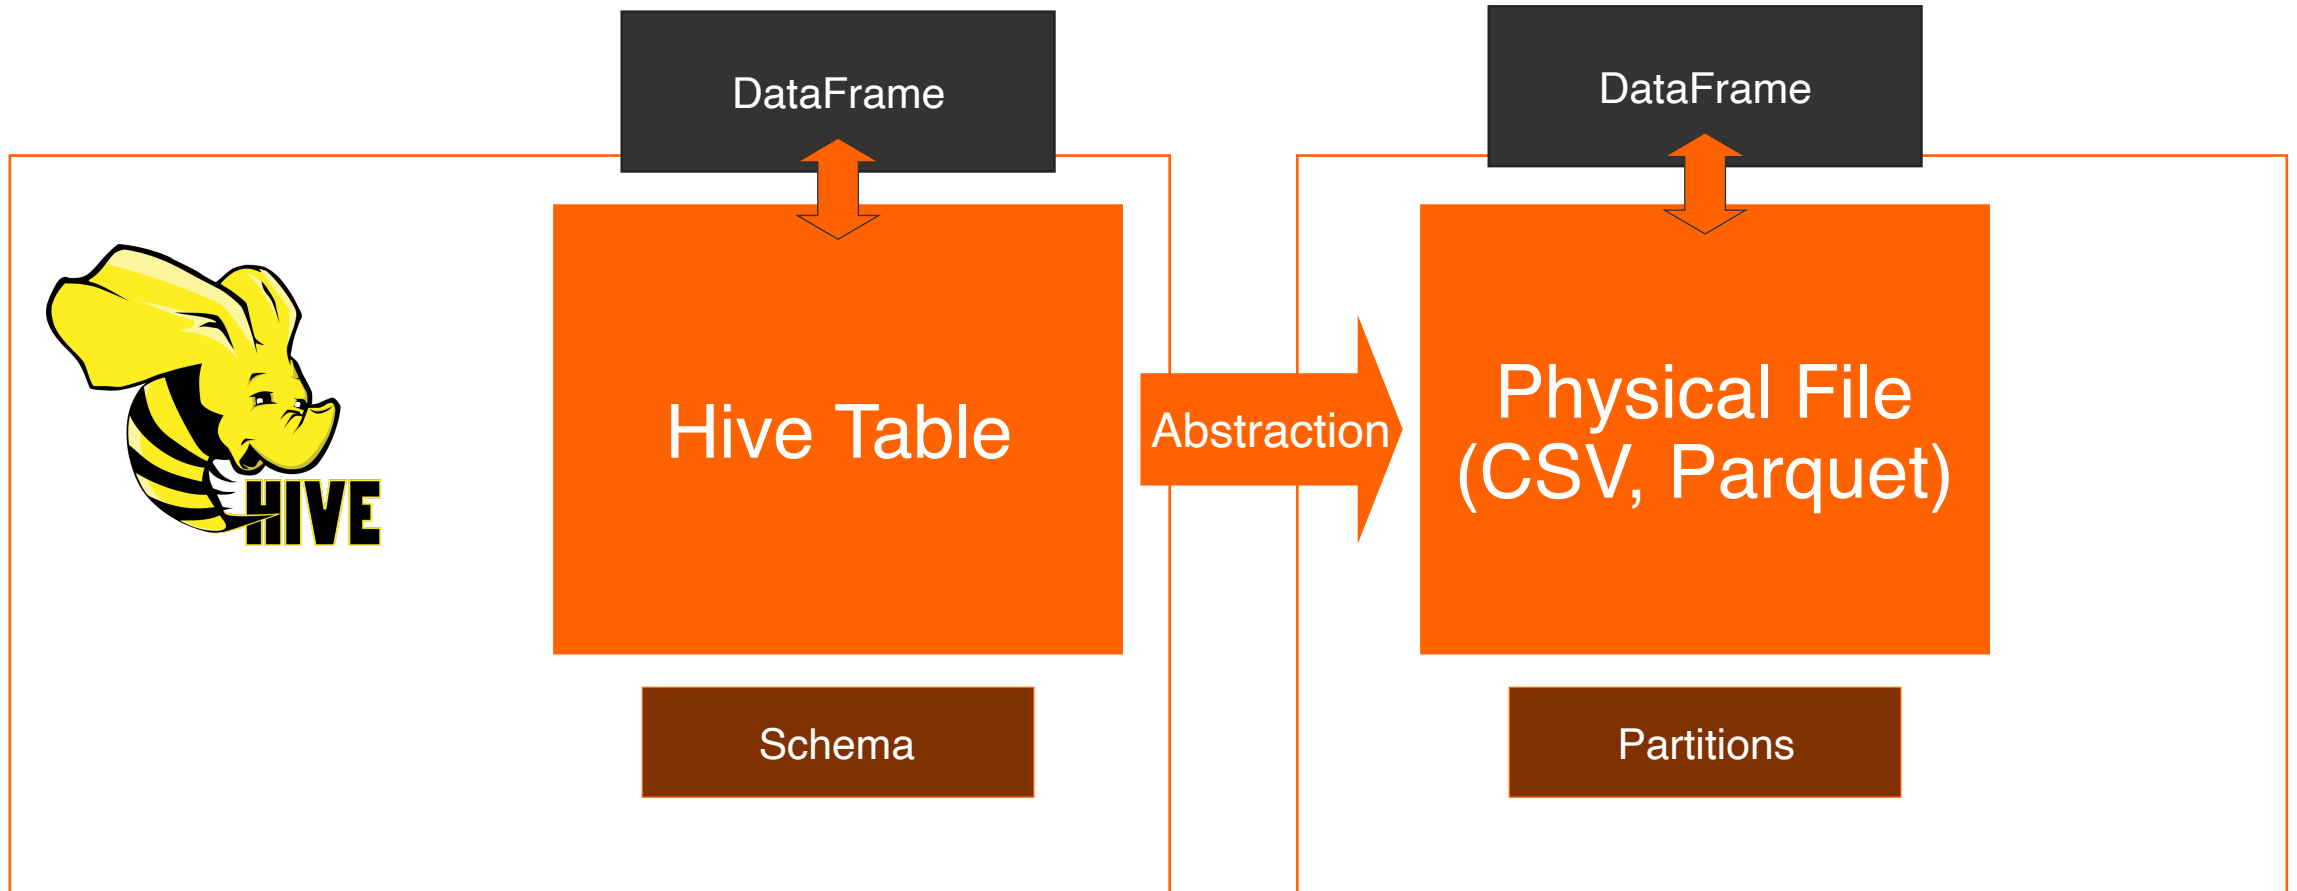 DataFrame
DataFrame
HIVE
Hive Table
Abstraction
Physical File
(CSV, Parquet)
Schema
Partitions